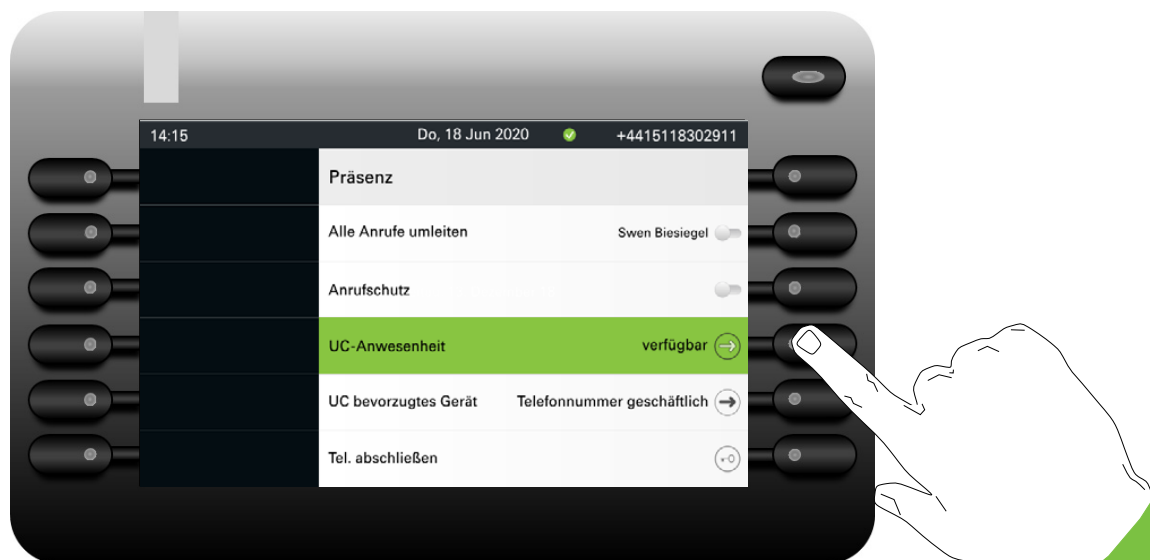 14:15 Do, 18 Jun 2020 +4415118302911
Präsenz
Alle Anrufe umleiten Swen Biesiegel
Anrufschutz
UC-Anwesenheit verfügbar
UC bevorzugtes Gerät Telefonnummer geschäftlich
Tel. abschließen